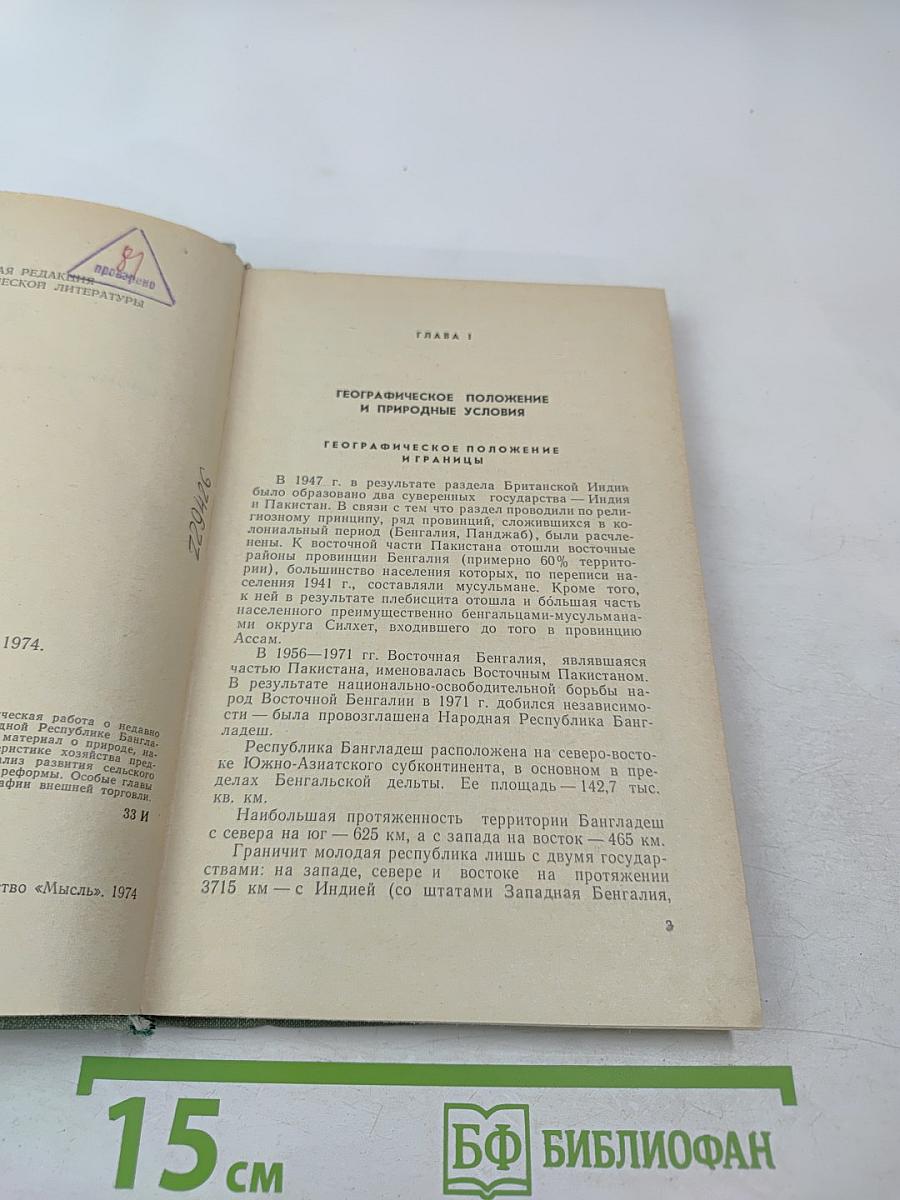 АЯ РЕДАКЦИЯ
ЕСКОЙ ЛИТЕРАТУРЫ
проверено
229426
1974.
ческая работа о недавно
дной Республике Бангла-
материал о природе, на-
еристике хозяйства пред-
ализ развития сельского
реформы. Особые главы
афии внешней торговли.
33 И
ство «Мысль». 1974
ГЛАВА I
ГЕОГРАФИЧЕСКОЕ ПОЛОЖЕНИЕ
И ПРИРОДНЫЕ УСЛОВИЯ
ГЕОГРАФИЧЕСКОЕ ПОЛОЖЕНИЕ
И ГРАНИЦЫ
В 1947 г. в результате раздела Британской Индии
было образовано два суверенных государства — Индия
и Пакистан. В связи с тем что раздел проводили по рели-
гиозному принципу, ряд провинций, сложившихся в ко-
лониальный период (Бенгалия, Панджаб), были расчле-
нены. К восточной части Пакистана отошли восточные
районы провинции Бенгалия (примерно 60% террито-
рии), большинство населения которых, по переписи на-
селения 1941 г., составляли мусульмане. Кроме того,
к ней в результате плебисцита отошла и бо́льшая часть
населенного преимущественно бенгальцами-мусульмана-
ми округа Силхет, входившего до того в провинцию
Ассам.
В 1956—1971 гг. Восточная Бенгалия, являвшаяся
частью Пакистана, именовалась Восточным Пакистаном.
В результате национально-освободительной борьбы на-
род Восточной Бенгалии в 1971 г. добился независимо-
сти — была провозглашена Народная Республика Банг-
ладеш.
Республика Бангладеш расположена на северо-восто-
ке Южно-Азиатского субконтинента, в основном в пре-
делах Бенгальской дельты. Ее площадь — 142,7 тыс.
кв. км.
Наибольшая протяженность территории Бангладеш
с севера на юг — 625 км, а с запада на восток — 465 км.
Граничит молодая республика лишь с двумя государ-
ствами: на западе, севере и востоке на протяжении
3715 км — с Индией (со штатами Западная Бенгалия,
3
15 см
БФ БИБЛИОФАН